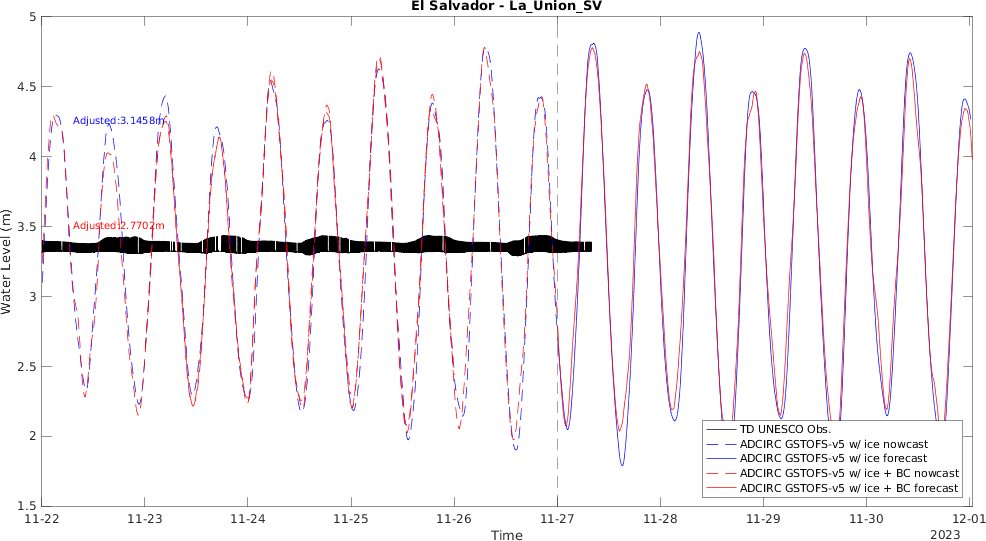 El Salvador - La_Union_SV
5
4.5
4
3.5
3
2.5
2
1.5
Water Level (m)
Adjusted:3.1458m
Adjusted:2.7702m
TD UNESCO Obs.
ADCIRC GSTOFS-v5 w/ ice nowcast
ADCIRC GSTOFS-v5 w/ ice forecast
ADCIRC GSTOFS-v5 w/ ice + BC nowcast
ADCIRC GSTOFS-v5 w/ ice + BC forecast
11-22 11-23 11-24 11-25 11-26 11-27 11-28 11-29 11-30 12-01
Time
2023